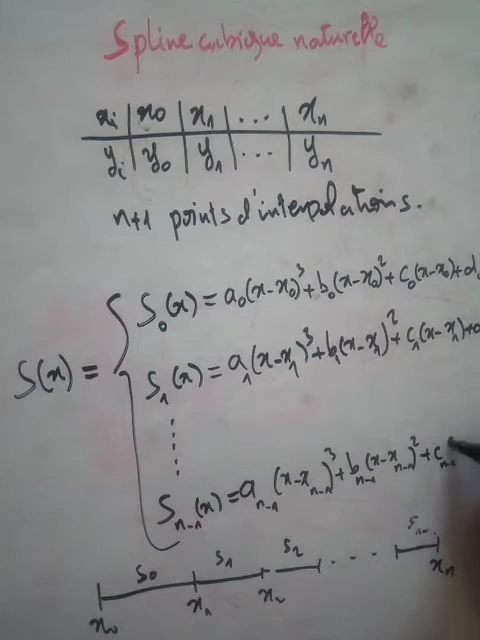 Spline cubique naturelle
xi | x0 | x1 | ... | xn
yi | y0 | y1 | ... | yn
n+1 points d'interpolations.
S0(x) = a0(x-x0)^3 + b0(x-x0)^2 + c0(x-x0) + d0
S(x) = { S1(x) = a1(x-x1)^3 + b1(x-x1)^2 + c1(x-x1) +
Sn-1(x) = an-1(x-xn-1)^3 + bn-1(x-xn-1)^2 + cn-1
S0 S1 S2 ... Sn-1
x0 x1 x2 xn